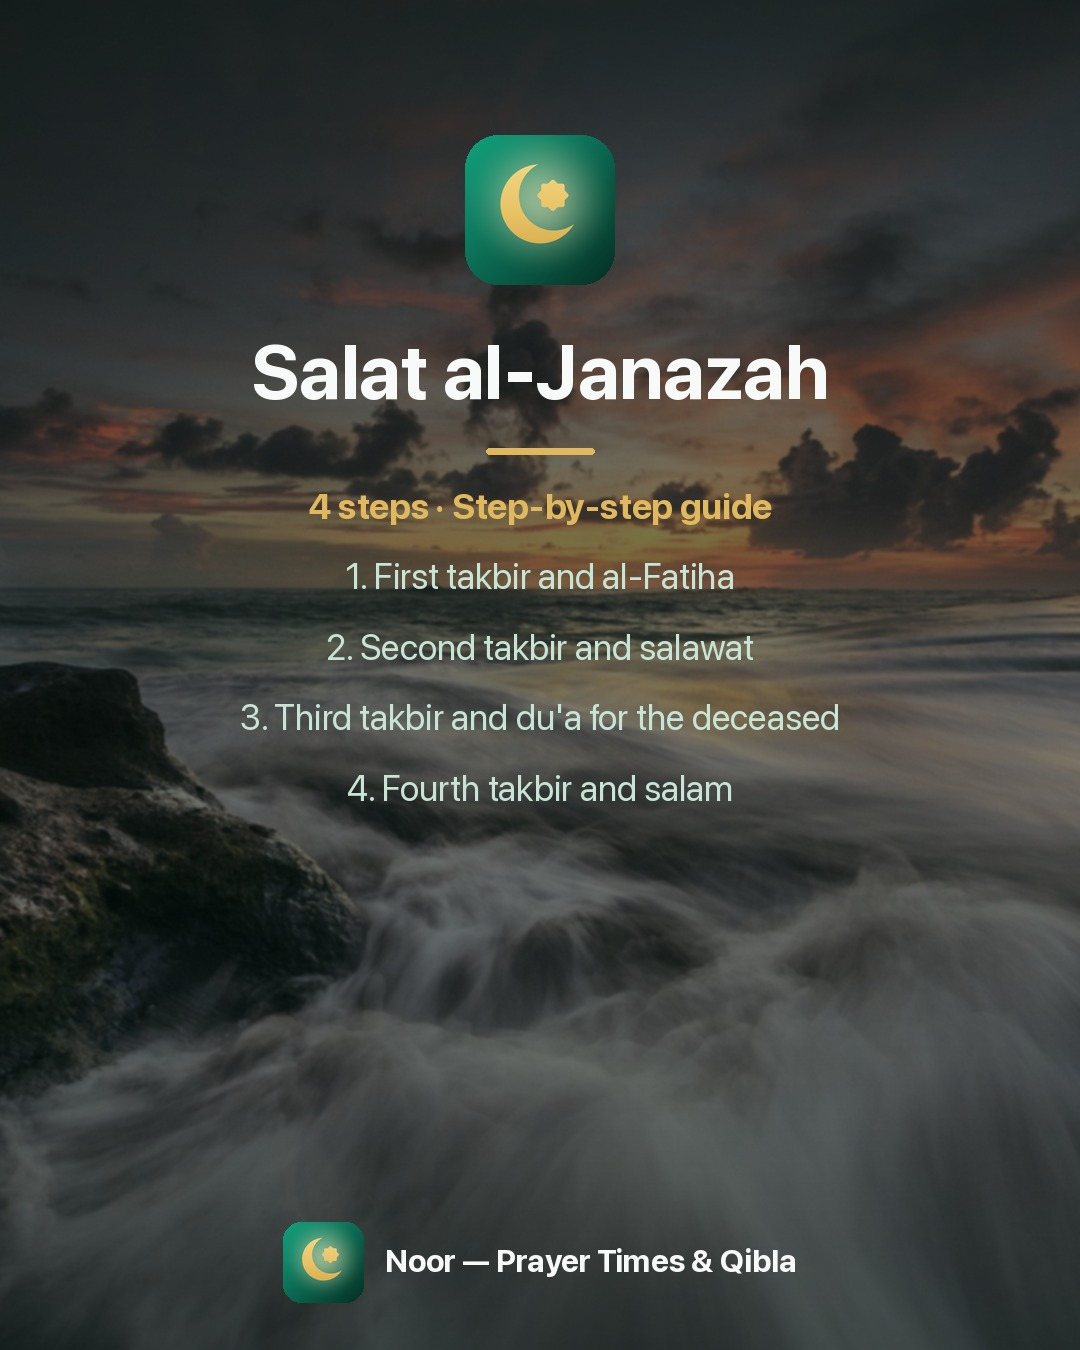 Salat al-Janazah
4 steps · Step-by-step guide
1. First takbir and al-Fatiha
2. Second takbir and salawat
3. Third takbir and du'a for the deceased
4. Fourth takbir and salam
Noor — Prayer Times & Qibla